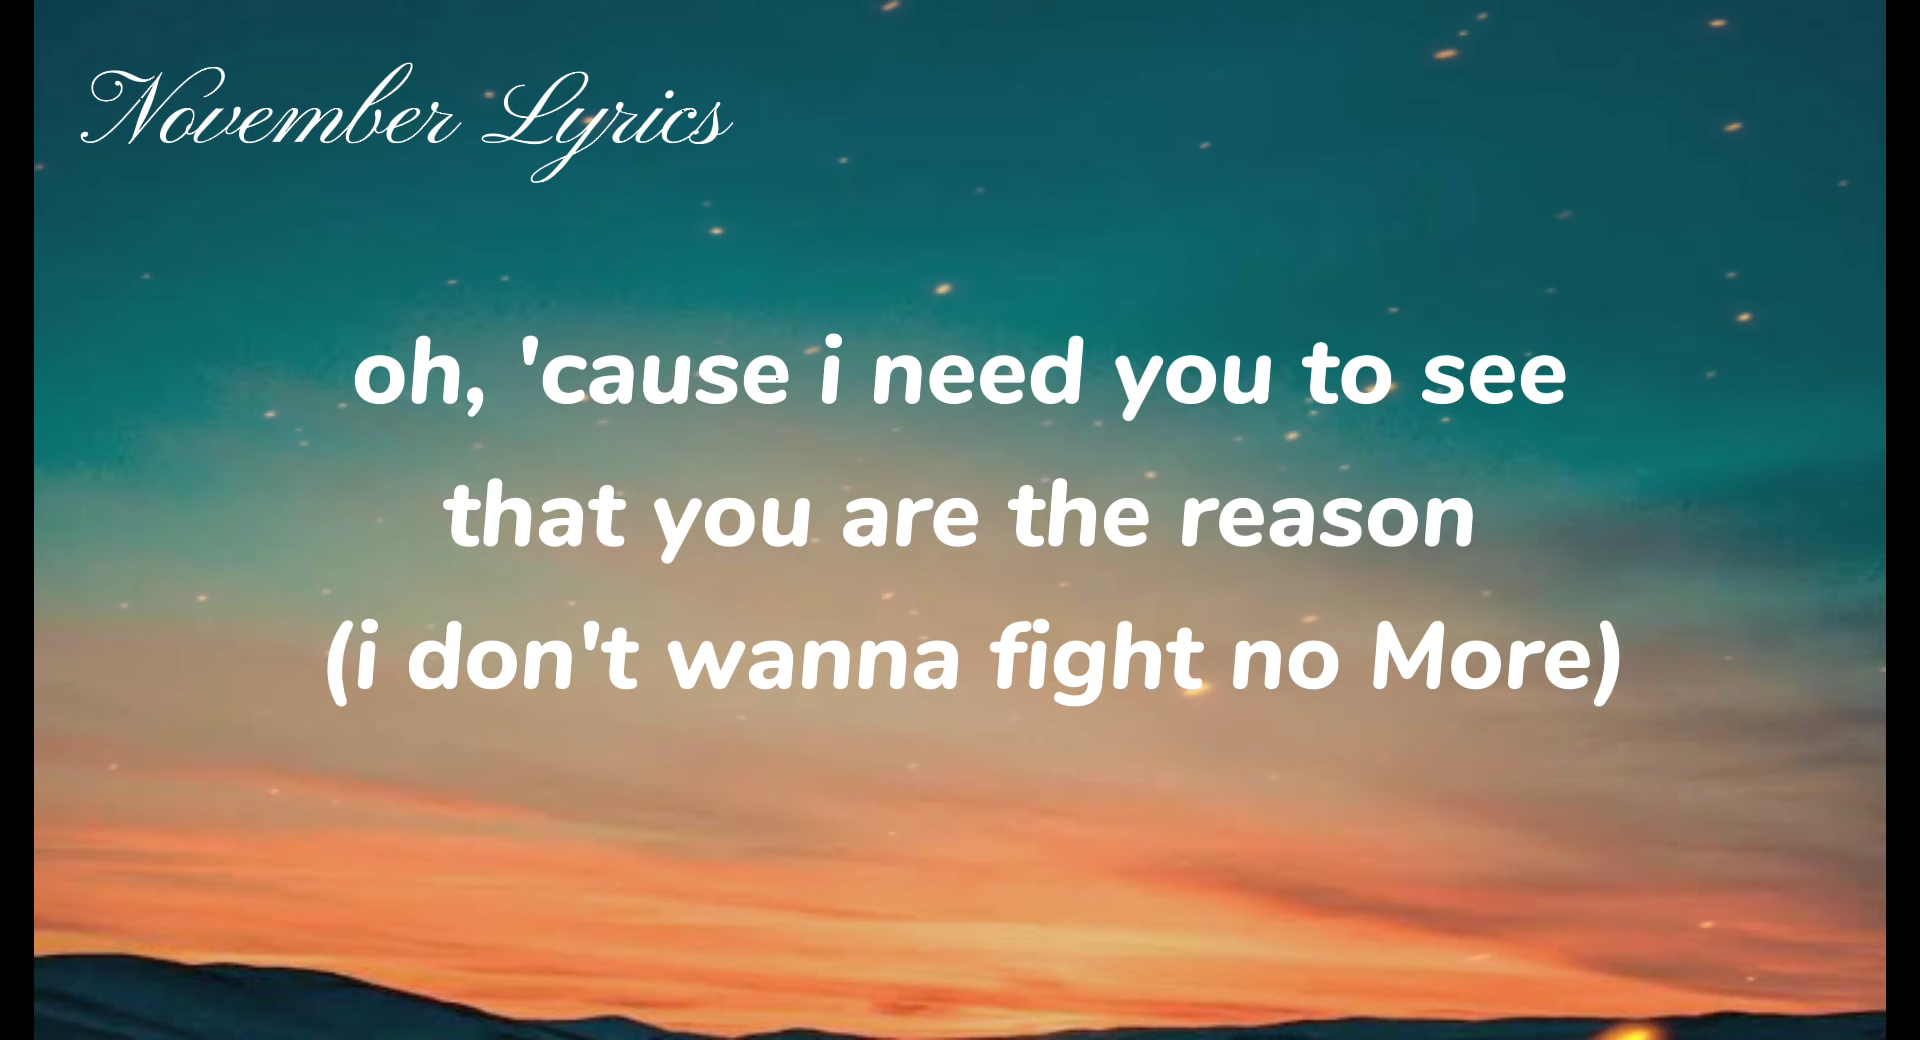 November Lyrics
oh, 'cause i need you to see
that you are the reason
(i don't wanna fight no More)